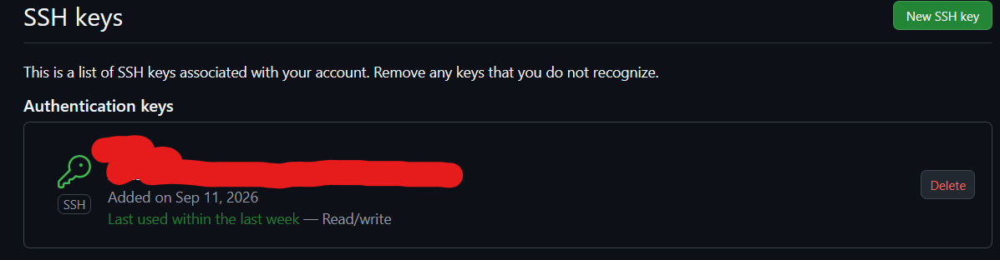 SSH keys
New SSH key
This is a list of SSH keys associated with your account. Remove any keys that you do not recognize.
Authentication keys
SSH
Added on Sep 11, 2026
Last used within the last week — Read/write
Delete